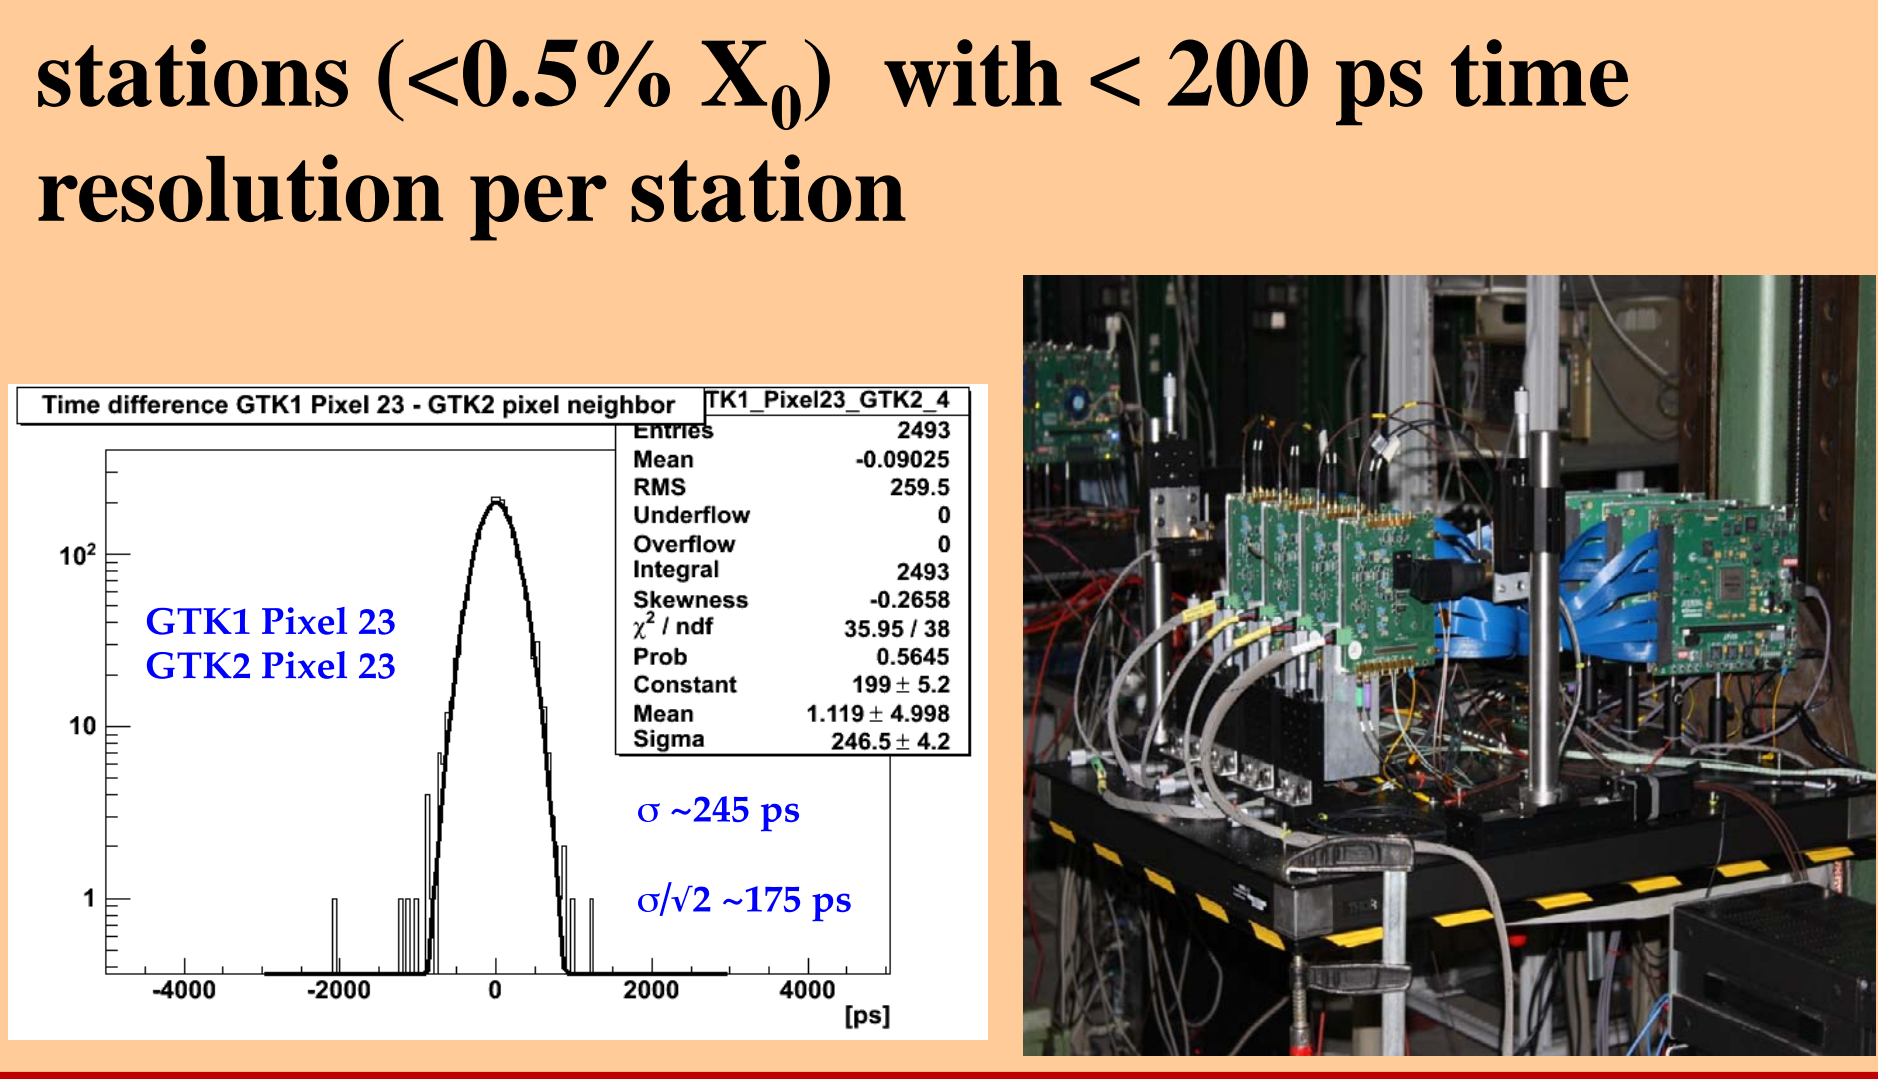 stations (<0.5% X₀) with < 200 ps time
resolution per station
Time difference GTK1 Pixel 23 - GTK2 pixel neighbor
TK1_Pixel23_GTK2_4
Entries 2493
Mean -0.09025
RMS 259.5
Underflow 0
Overflow 0
Integral 2493
Skewness -0.2658
χ² / ndf 35.95 / 38
Prob 0.5645
Constant 199 ± 5.2
Mean 1.119 ± 4.998
Sigma 246.5 ± 4.2
10²
10
1
GTK1 Pixel 23
GTK2 Pixel 23
σ ~245 ps
σ/√2 ~175 ps
-4000 -2000 0 2000 4000
[ps]